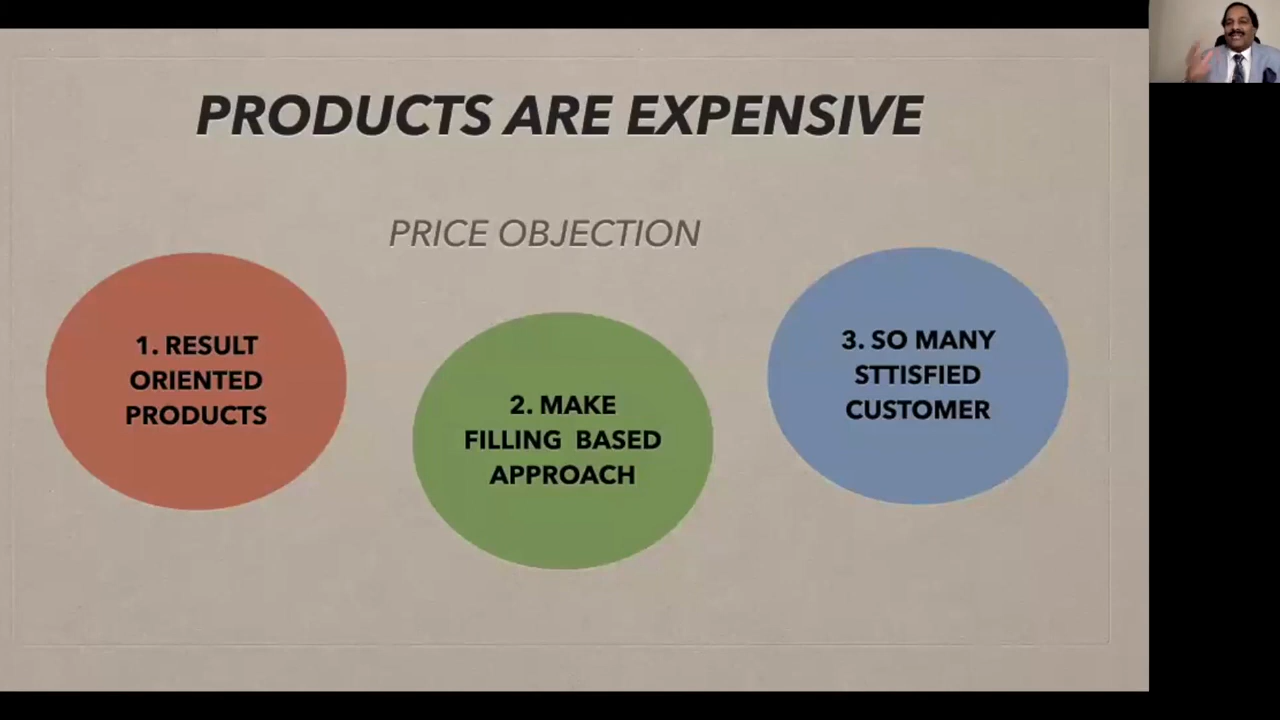 PRODUCTS ARE EXPENSIVE
PRICE OBJECTION
1. RESULT
ORIENTED
PRODUCTS
2. MAKE
FILLING BASED
APPROACH
3. SO MANY
STTISFIED
CUSTOMER